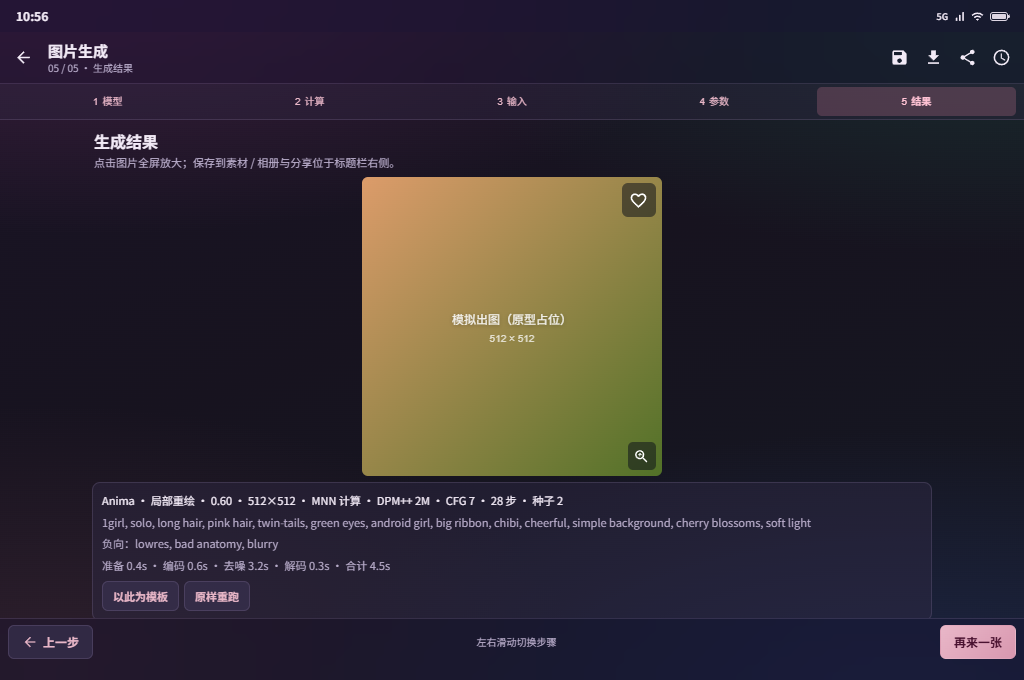 10:56
5G
图片生成
05 / 05 · 生成结果
1 模型
2 计算
3 输入
4 参数
5 结果
生成结果
点击图片全屏放大；保存到素材 / 相册与分享位于标题栏右侧。
模拟出图（原型占位）
512 × 512
Anima · 局部重绘 · 0.60 · 512×512 · MNN 计算 · DPM++ 2M · CFG 7 · 28 步 · 种子 2
1girl, solo, long hair, pink hair, twin-tails, green eyes, android girl, big ribbon, chibi, cheerful, simple background, cherry blossoms, soft light
负向：lowres, bad anatomy, blurry
准备 0.4s · 编码 0.6s · 去噪 3.2s · 解码 0.3s · 合计 4.5s
以此为模板
原样重跑
上一步
左右滑动切换步骤
再来一张